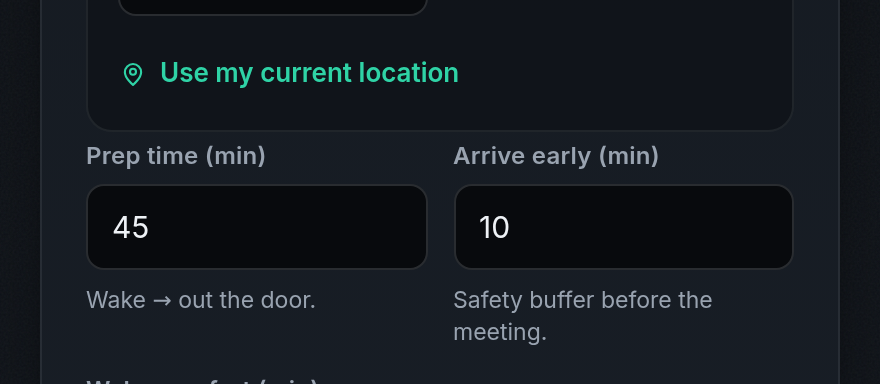 Use my current location
Prep time (min)
Arrive early (min)
45
10
Wake → out the door.
Safety buffer before the
meeting.